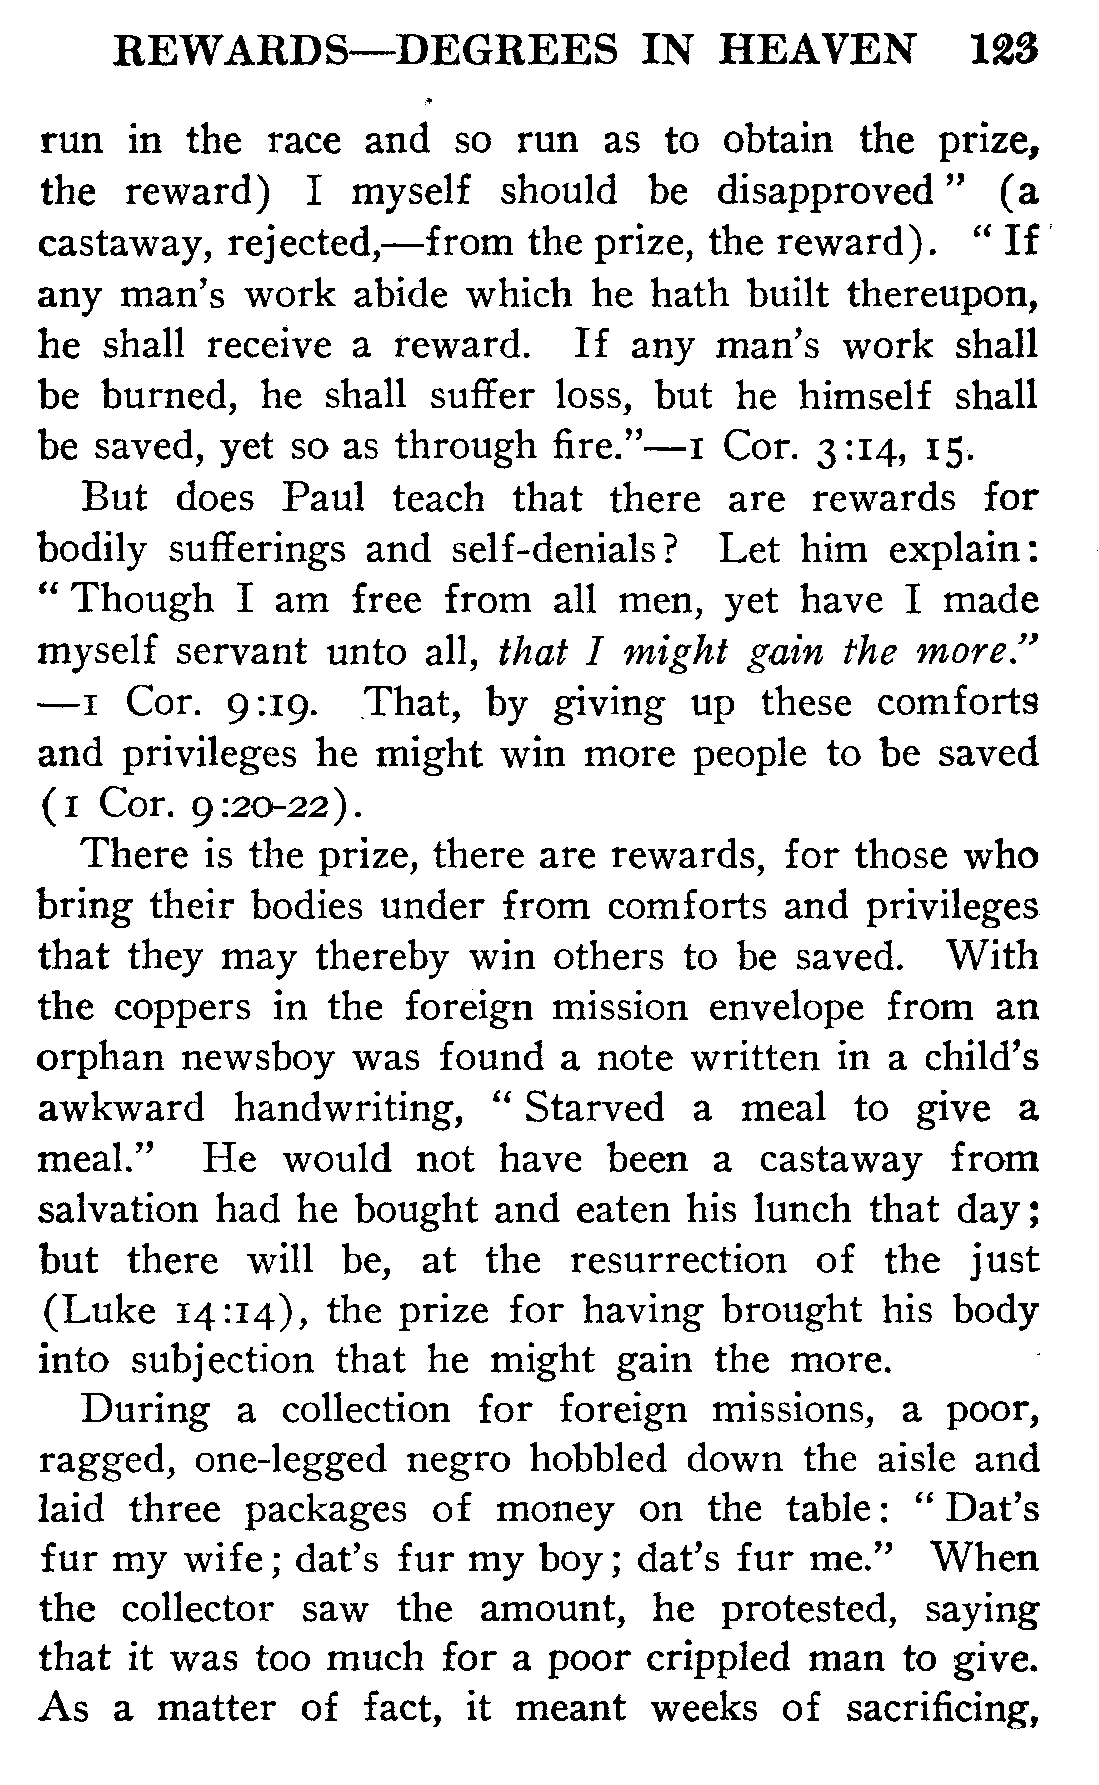 REWARDS—DEGREES IN HEAVEN 123
run in the race and so run as to obtain the prize,
the reward) I myself should be disapproved" (a
castaway, rejected,—from the prize, the reward). "If
any man's work abide which he hath built thereupon,
he shall receive a reward. If any man's work shall
be burned, he shall suffer loss, but he himself shall
be saved, yet so as through fire."—1 Cor. 3:14, 15.
But does Paul teach that there are rewards for
bodily sufferings and self-denials? Let him explain:
"Though I am free from all men, yet have I made
myself servant unto all, that I might gain the more."
—1 Cor. 9:19. That, by giving up these comforts
and privileges he might win more people to be saved
(1 Cor. 9:20-22).
There is the prize, there are rewards, for those who
bring their bodies under from comforts and privileges
that they may thereby win others to be saved. With
the coppers in the foreign mission envelope from an
orphan newsboy was found a note written in a child's
awkward handwriting, "Starved a meal to give a
meal." He would not have been a castaway from
salvation had he bought and eaten his lunch that day;
but there will be, at the resurrection of the just
(Luke 14:14), the prize for having brought his body
into subjection that he might gain the more.
During a collection for foreign missions, a poor,
ragged, one-legged negro hobbled down the aisle and
laid three packages of money on the table: "Dat's
fur my wife; dat's fur my boy; dat's fur me." When
the collector saw the amount, he protested, saying
that it was too much for a poor crippled man to give.
As a matter of fact, it meant weeks of sacrificing,